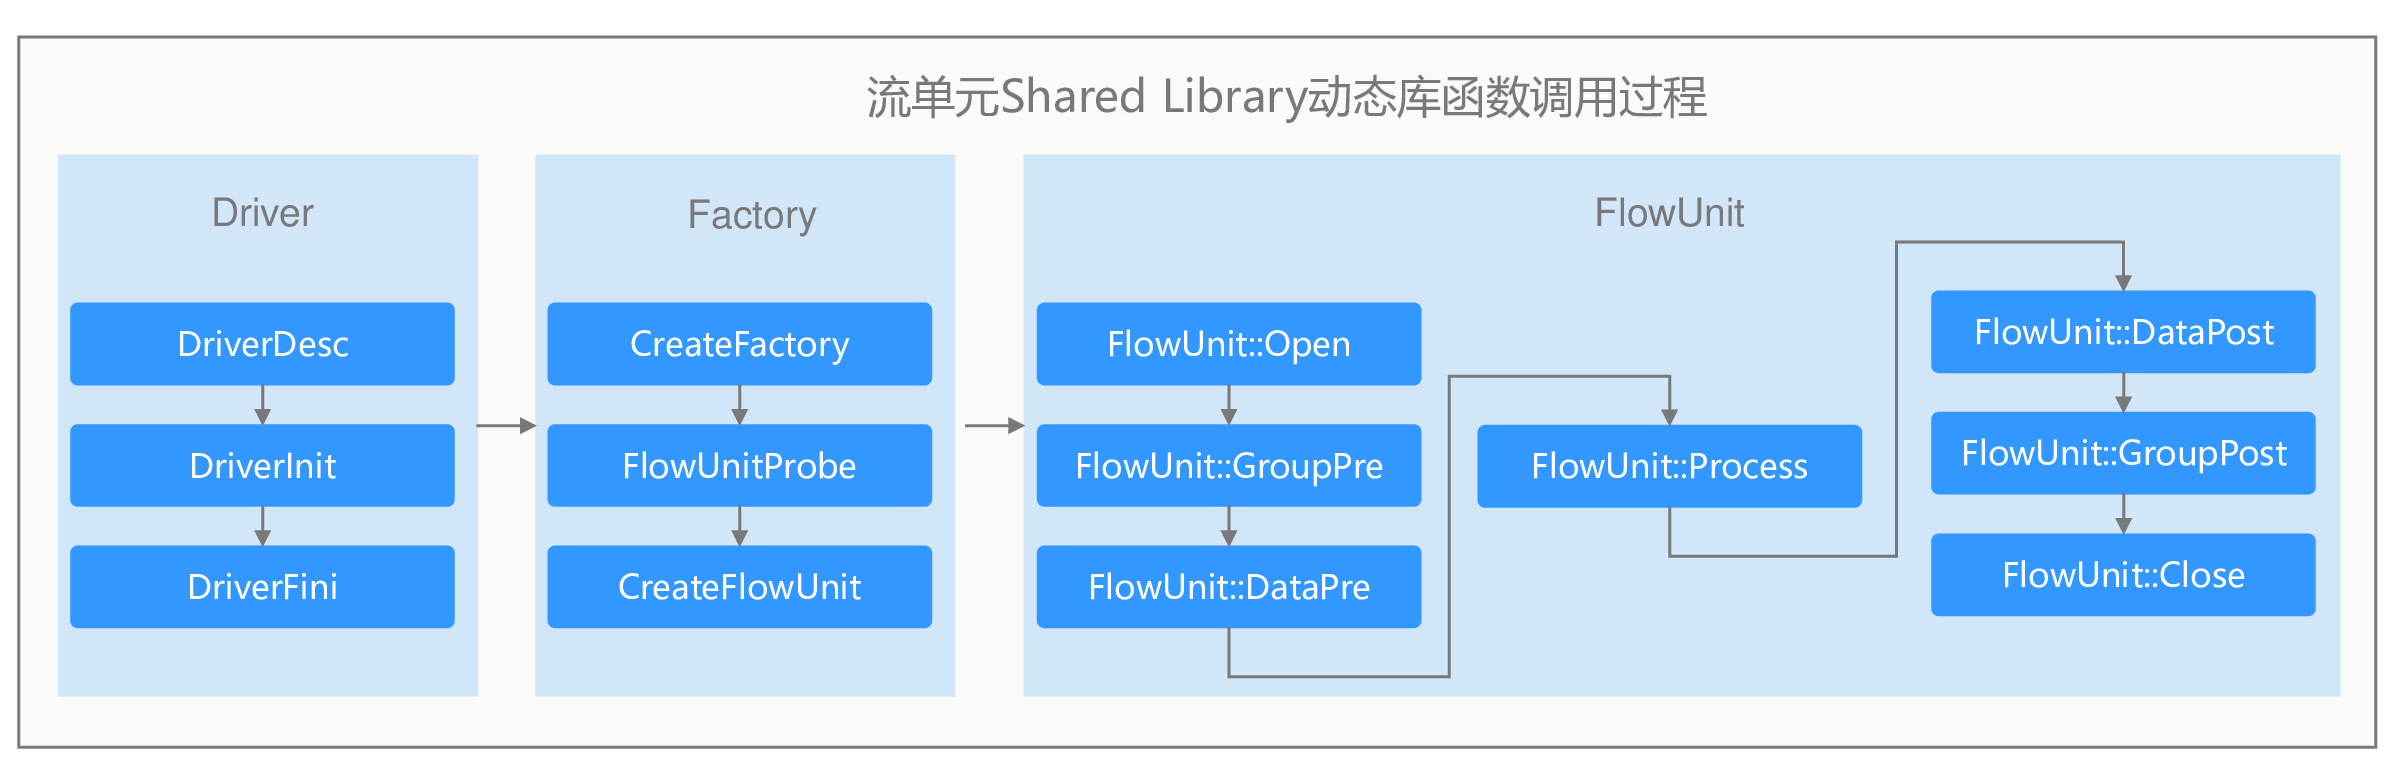 流单元Shared Library动态库函数调用过程
Driver
DriverDesc
DriverInit
DriverFini
Factory
CreateFactory
FlowUnitProbe
CreateFlowUnit
FlowUnit
FlowUnit::Open
FlowUnit::GroupPre
FlowUnit::DataPre
FlowUnit::Process
FlowUnit::DataPost
FlowUnit::GroupPost
FlowUnit::Close